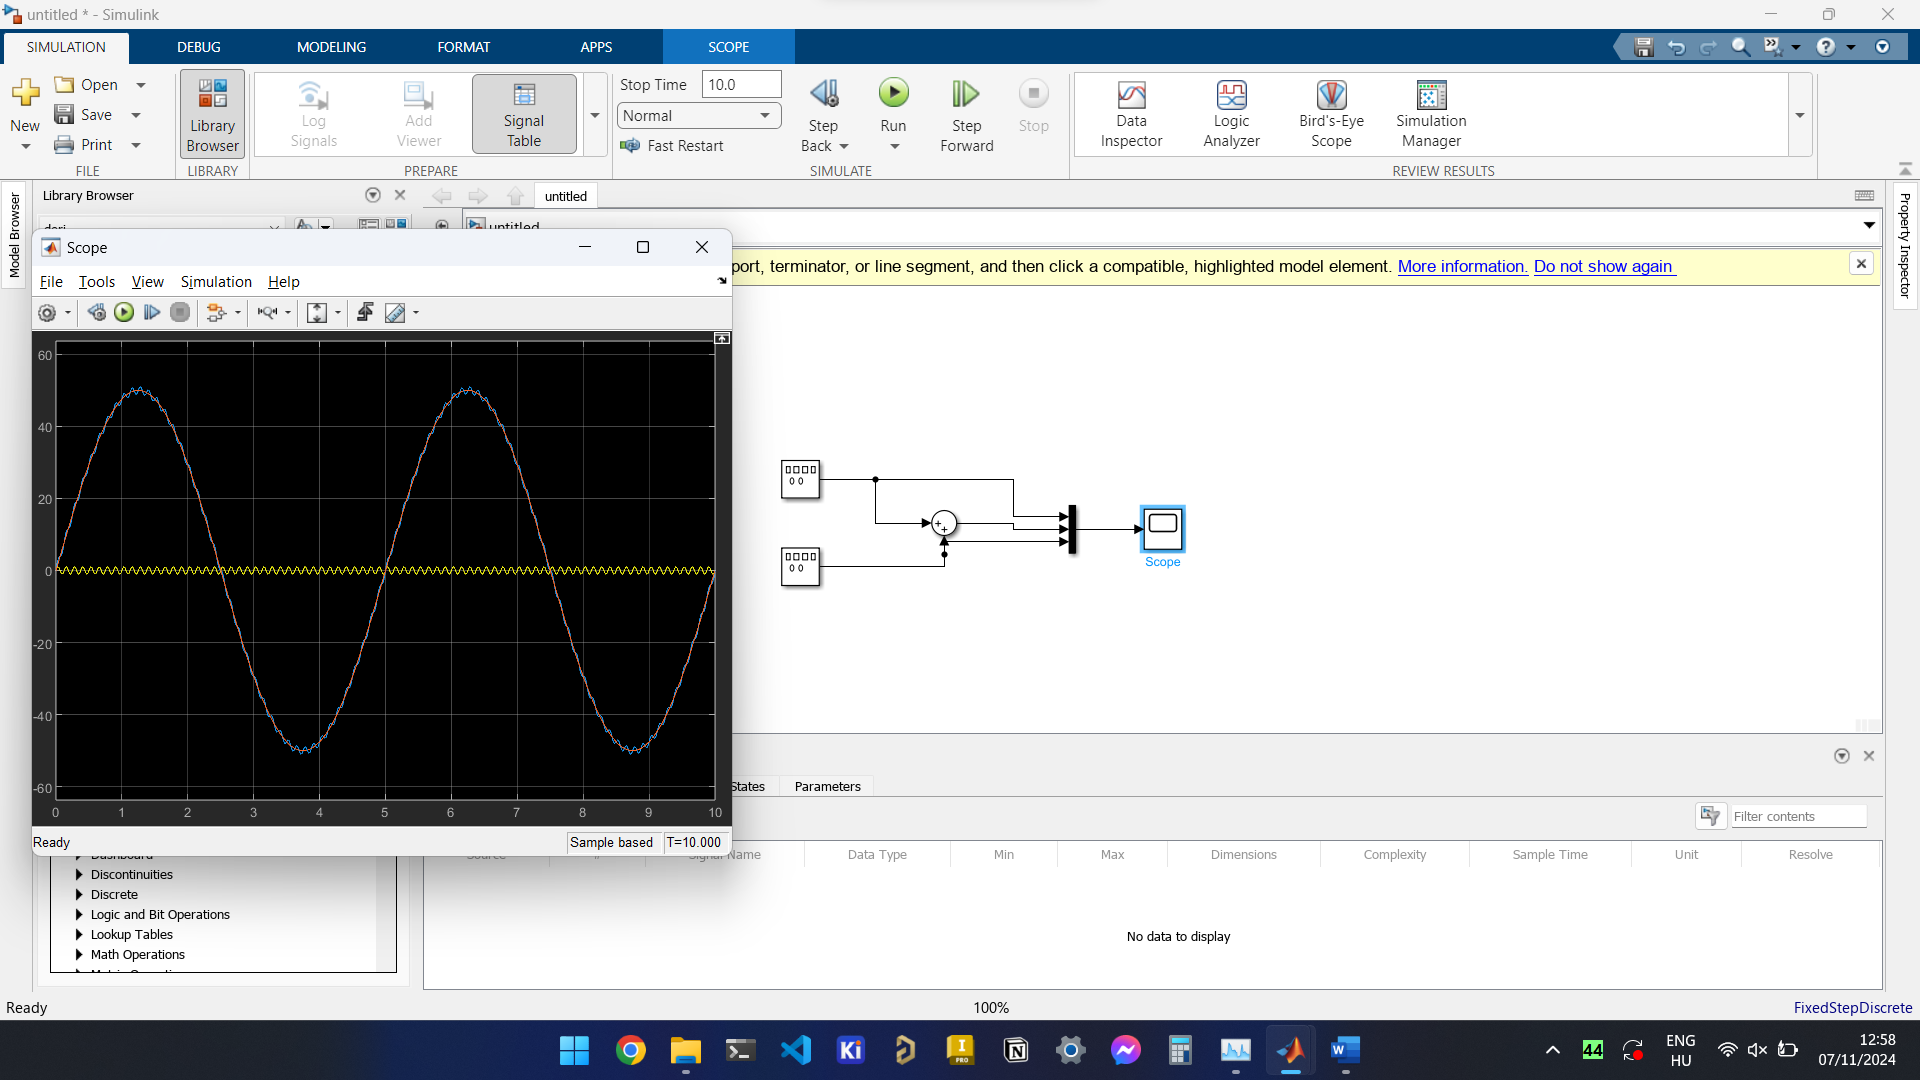 untitled * - Simulink
SIMULATION DEBUG MODELING FORMAT APPS SCOPE
New
Open
Save
Print
FILE
Library Browser
LIBRARY
Log Signals
Add Viewer
Signal Table
PREPARE
Stop Time 10.0
Normal
Fast Restart
Step Back
Run
Step Forward
Stop
SIMULATE
Data Inspector
Logic Analyzer
Bird's-Eye Scope
Simulation Manager
REVIEW RESULTS
Model Browser
Library Browser
untitled
untitled
Property Inspector
port, terminator, or line segment, and then click a compatible, highlighted model element. More information. Do not show again
Scope
File Tools View Simulation Help
60
40
20
0
-20
-40
-60
0 1 2 3 4 5 6 7 8 9 10
Ready Sample based T=10.000
Scope
States Parameters
Filter contents
Source # Signal Name Data Type Min Max Dimensions Complexity Sample Time Unit Resolve
No data to display
Dashboard
Discontinuities
Discrete
Logic and Bit Operations
Lookup Tables
Math Operations
Ready 100% FixedStepDiscrete
44
ENG
HU
12:58
07/11/2024